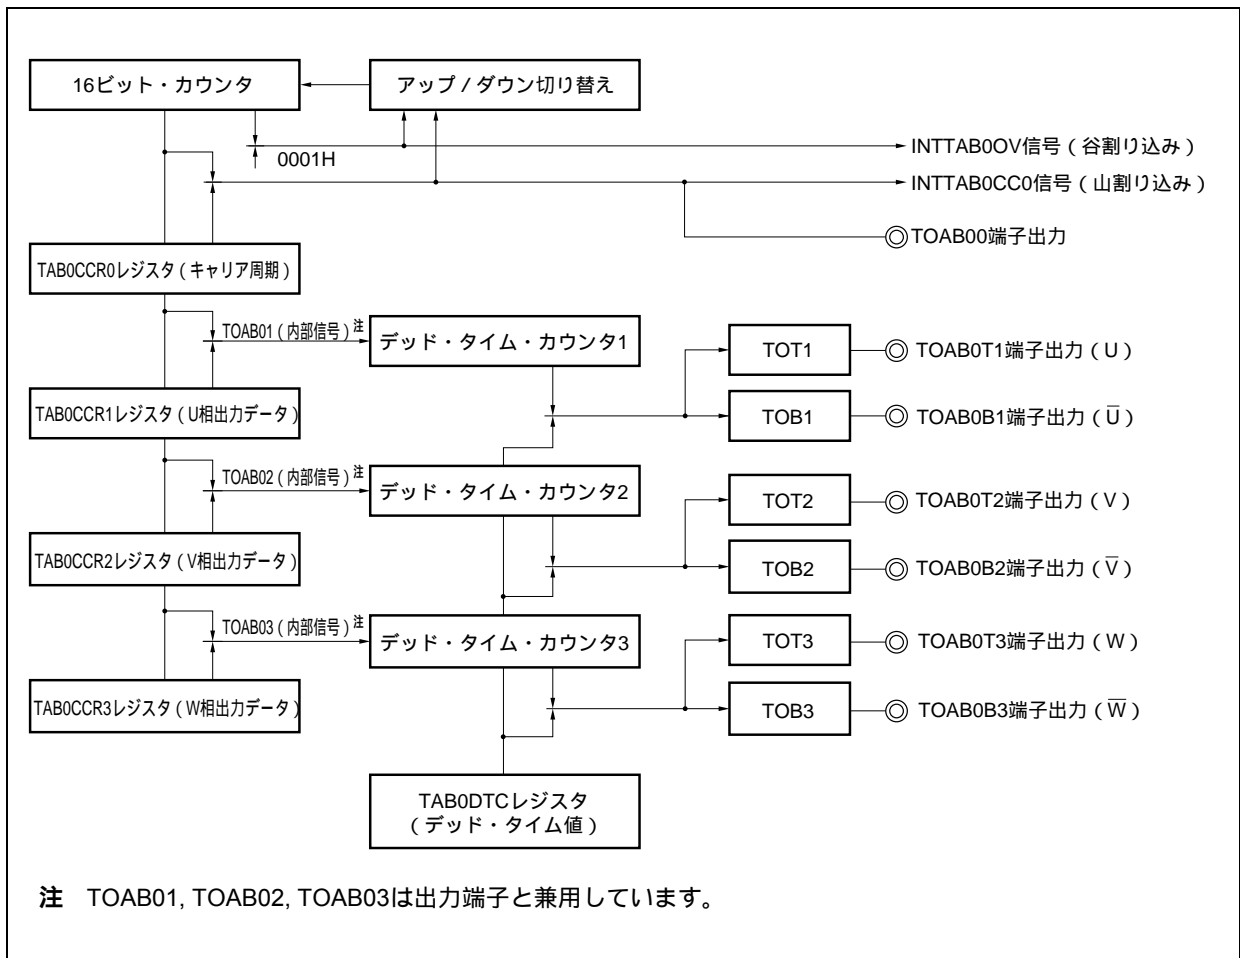 16ビット・カウンタ
アップ／ダウン切り替え
0001H
INTTAB0OV信号（谷割り込み）
INTTAB0CC0信号（山割り込み）
TOAB00端子出力
TAB0CCR0レジスタ（キャリア周期）
TOAB01（内部信号）注
デッド・タイム・カウンタ1
TOT1
TOAB0T1端子出力（U）
TAB0CCR1レジスタ（U相出力データ）
TOB1
TOAB0B1端子出力（U̅）
TOAB02（内部信号）注
デッド・タイム・カウンタ2
TOT2
TOAB0T2端子出力（V）
TAB0CCR2レジスタ（V相出力データ）
TOB2
TOAB0B2端子出力（V̅）
TOAB03（内部信号）注
デッド・タイム・カウンタ3
TOT3
TOAB0T3端子出力（W）
TAB0CCR3レジスタ（W相出力データ）
TOB3
TOAB0B3端子出力（W̅）
TAB0DTCレジスタ
（デッド・タイム値）
注 TOAB01, TOAB02, TOAB03は出力端子と兼用しています。